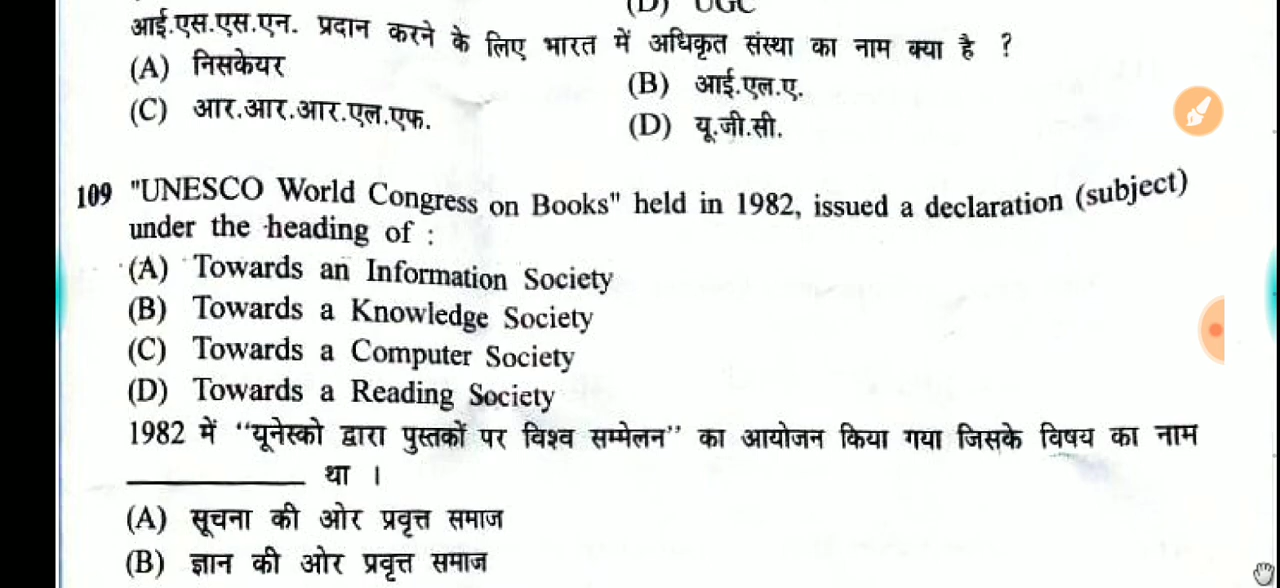 (D) UGC
आई.एस.एस.एन. प्रदान करने के लिए भारत में अधिकृत संस्था का नाम क्या है ?
(A) निसकेयर
(B) आई.एल.ए.
(C) आर.आर.आर.एल.एफ.
(D) यू.जी.सी.
109 "UNESCO World Congress on Books" held in 1982, issued a declaration (subject)
under the heading of :
(A) Towards an Information Society
(B) Towards a Knowledge Society
(C) Towards a Computer Society
(D) Towards a Reading Society
1982 में “यूनेस्को द्वारा पुस्तकों पर विश्व सम्मेलन” का आयोजन किया गया जिसके विषय का नाम
__________ था ।
(A) सूचना की ओर प्रवृत्त समाज
(B) ज्ञान की ओर प्रवृत्त समाज